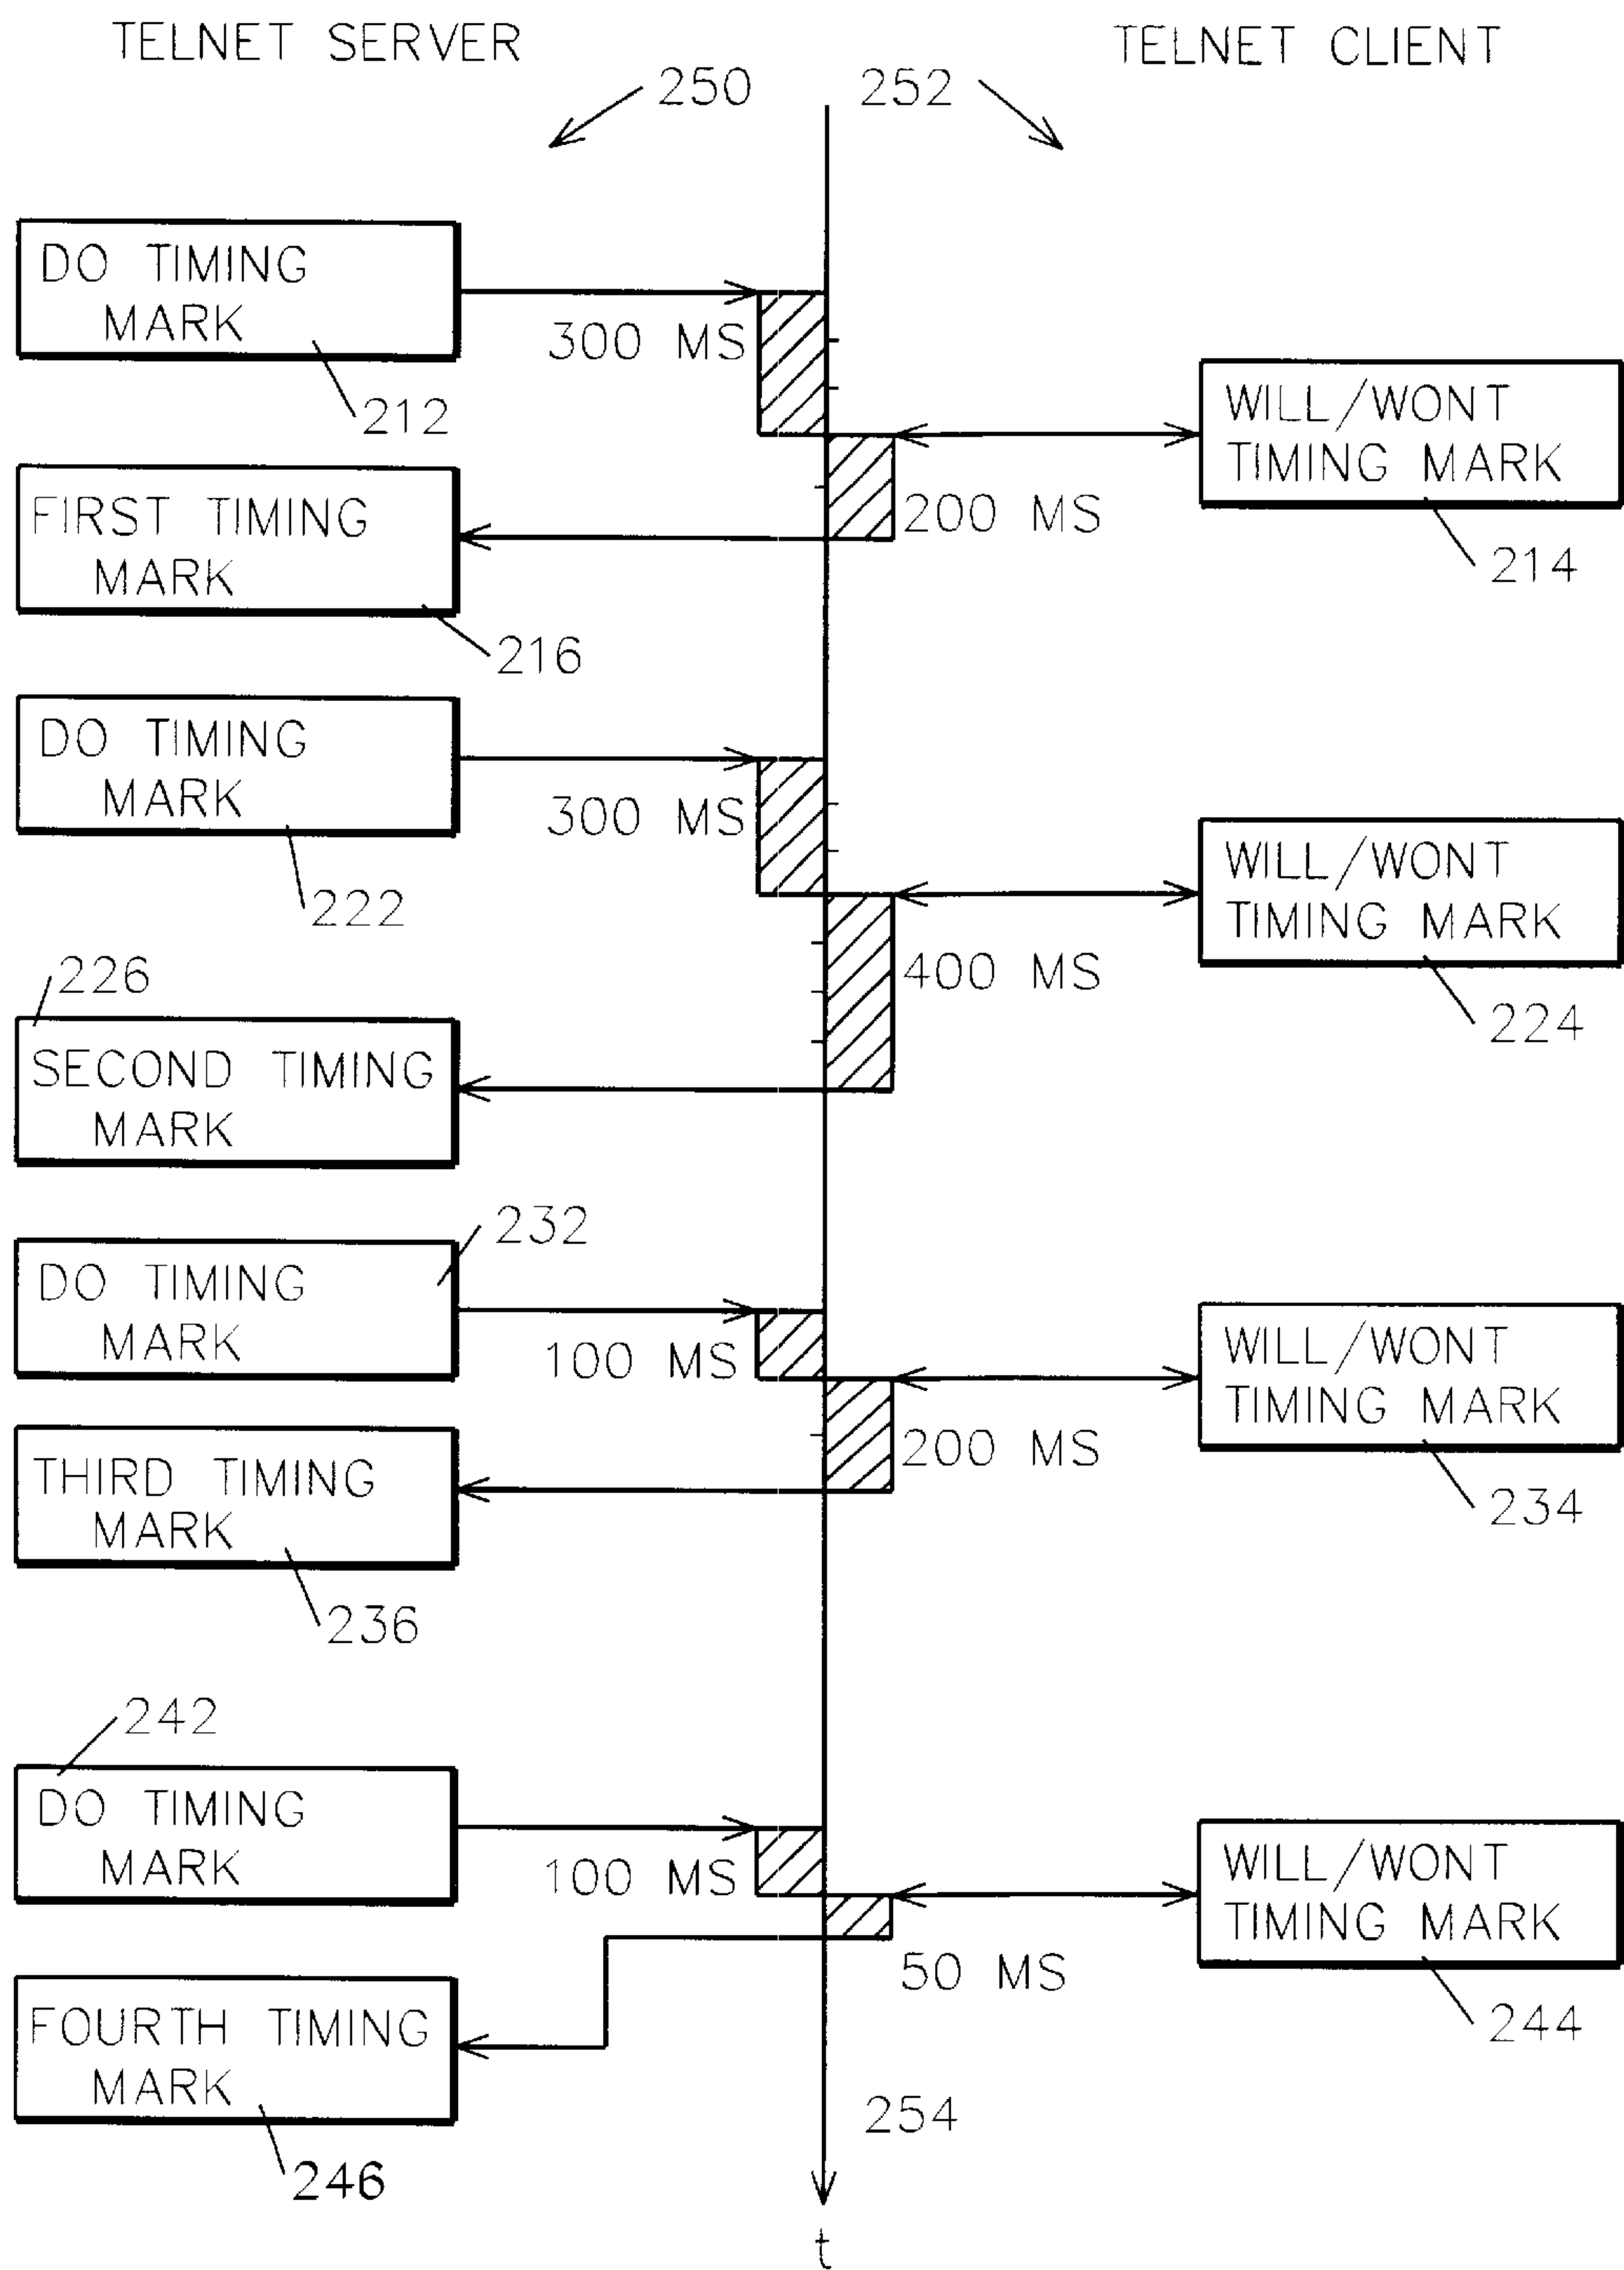 TELNET SERVER
TELNET CLIENT
250
252
DO TIMING
MARK
300 MS
212
WILL/WONT
TIMING MARK
FIRST TIMING
MARK
200 MS
214
216
DO TIMING
MARK
300 MS
222
WILL/WONT
TIMING MARK
226
400 MS
224
SECOND TIMING
MARK
232
DO TIMING
MARK
100 MS
WILL/WONT
TIMING MARK
THIRD TIMING
MARK
200 MS
234
236
242
DO TIMING
MARK
100 MS
WILL/WONT
TIMING MARK
50 MS
FOURTH TIMING
MARK
244
254
246
t